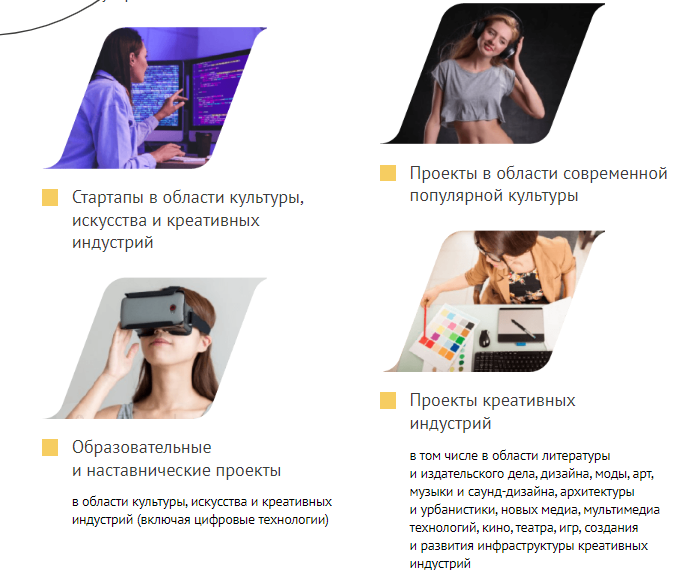 Стартапы в области культуры,
искусства и креативных
индустрий
Проекты в области современной
популярной культуры
Образовательные
и наставнические проекты
в области культуры, искусства и креативных
индустрий (включая цифровые технологии)
Проекты креативных
индустрий
в том числе в области литературы
и издательского дела, дизайна, моды, арт,
музыки и саунд-дизайна, архитектуры
и урбанистики, новых медиа, мультимедиа
технологий, кино, театра, игр, создания
и развития инфраструктуры креативных
индустрий